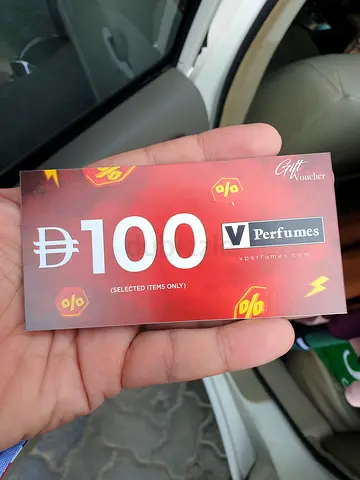 Gift
Voucher
100
V Perfumes
vperfumes.com
(SELECTED ITEMS ONLY)
%
%
%
%